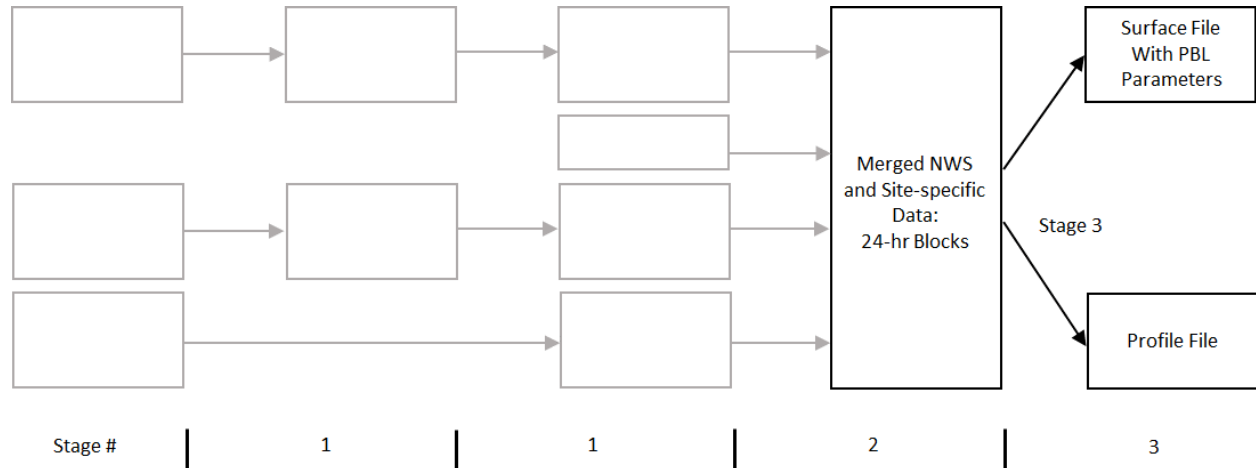 Surface File
With PBL
Parameters
Merged NWS
and Site-specific
Data:
24-hr Blocks
Stage 3
Profile File
Stage #
1
1
2
3